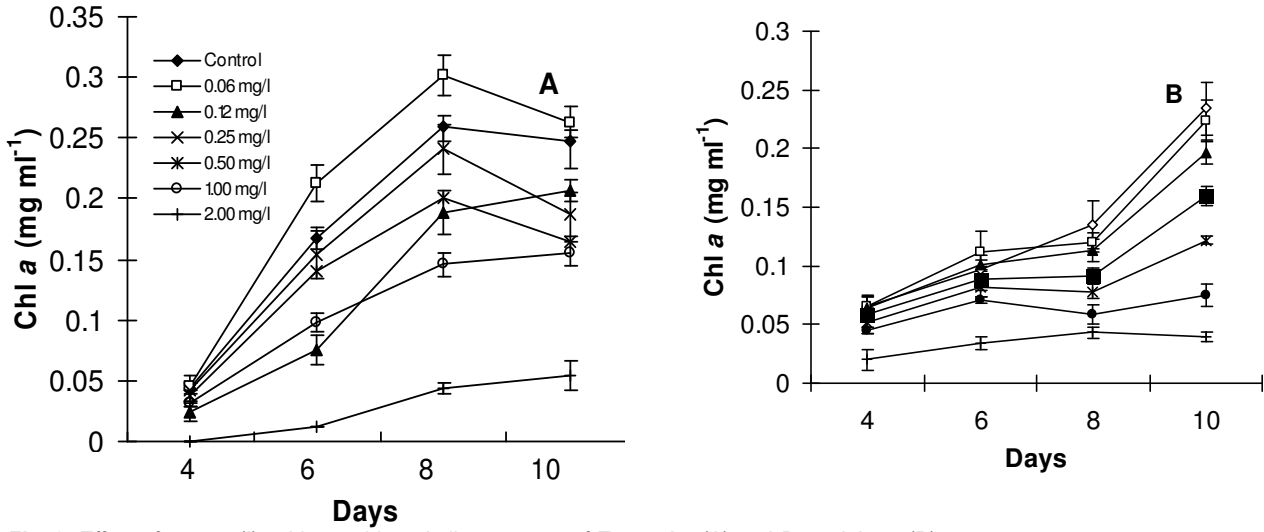 0.35
0.3
0.25
0.2
0.15
0.1
0.05
0
Chl a (mg ml-1)
Control
0.06 mg/l
0.12 mg/l
0.25 mg/l
0.50 mg/l
1.00 mg/l
2.00 mg/l
A
4 6 8 10
Days
0.3
0.25
0.2
0.15
0.1
0.05
0
Chl a (mg ml-1)
B
4 6 8 10
Days